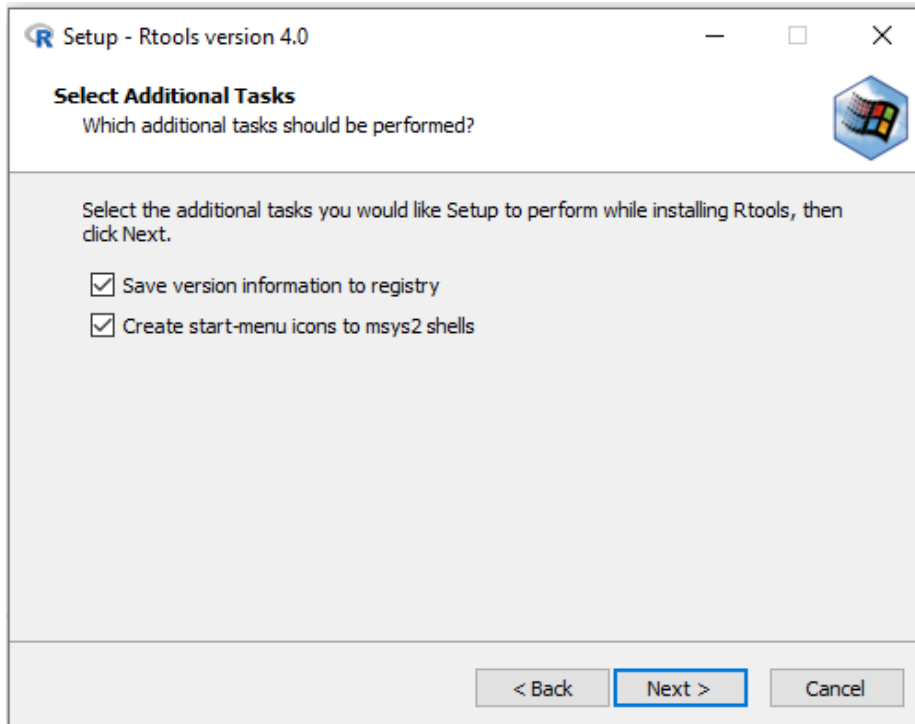 Setup - Rtools version 4.0
Select Additional Tasks
Which additional tasks should be performed?
Select the additional tasks you would like Setup to perform while installing Rtools, then
click Next.
Save version information to registry
Create start-menu icons to msys2 shells
< Back
Next >
Cancel